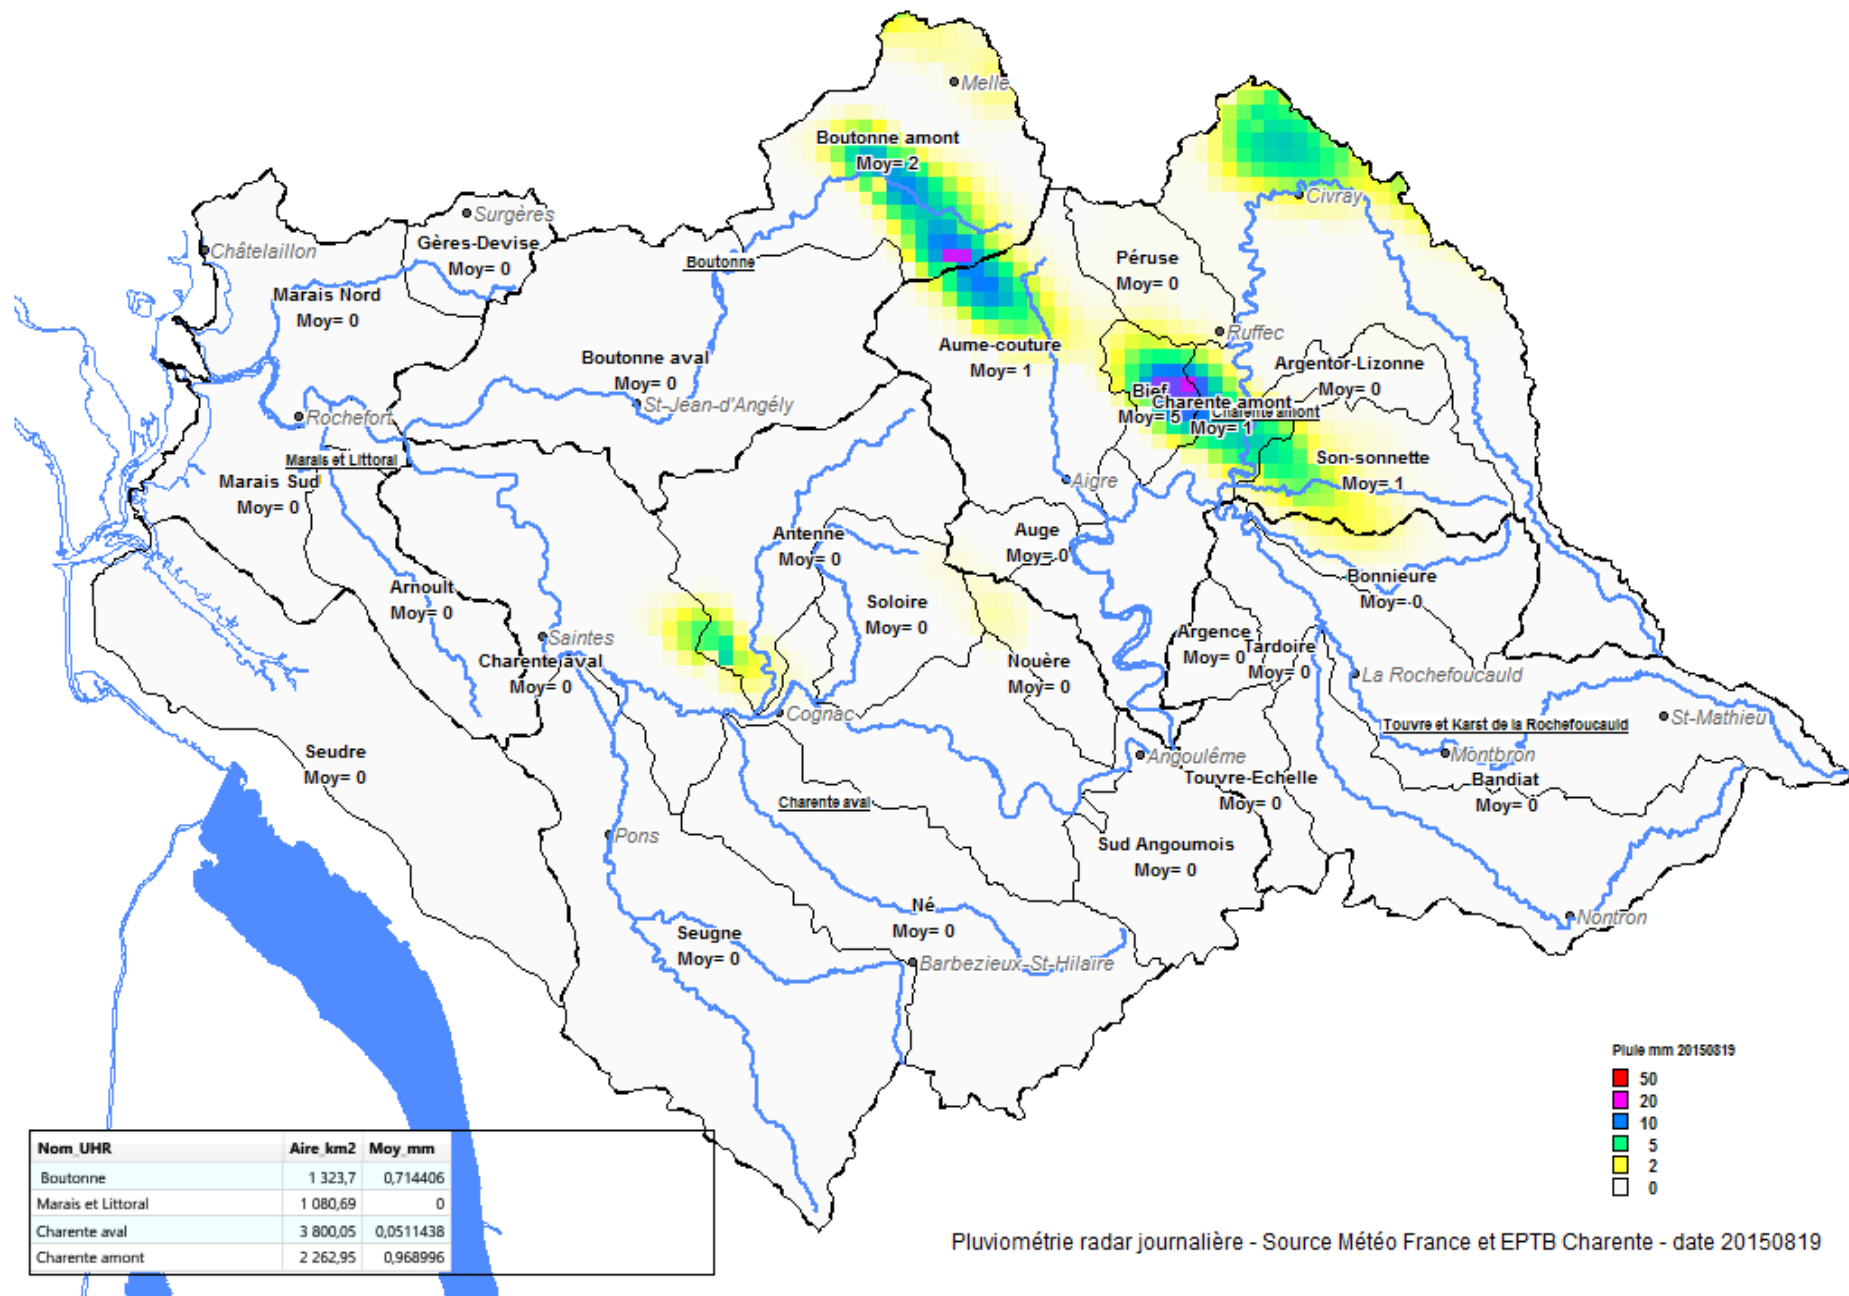 Melle
Boutonne amont
Moy= 2
Civray
Surgères
Châtelaillon
Gères-Devise
Moy= 0
Boutonne
Péruse
Moy= 0
Marais Nord
Moy= 0
Ruffec
Boutonne aval
Moy= 0
Aume-couture
Moy= 1
Argentor-Lizonne
Moy= 0
Bief
Moy= 5
Charente amont
Moy= 1
Charente amont
St-Jean-d'Angély
Rochefort
Marais et Littoral
Marais Sud
Moy= 0
Son-sonnette
Moy= 1
Aigre
Antenne
Moy= 0
Auge
Moy= 0
Arnoult
Moy= 0
Soloire
Moy= 0
Bonnieure
Moy= 0
Saintes
Charente aval
Moy= 0
Nouère
Moy= 0
Argence
Moy= 0
Tardoire
Moy= 0
La Rochefoucauld
Cognac
Touvre et Karst de la Rochefoucauld
St-Mathieu
Seudre
Moy= 0
Angoulême
Montbron
Touvre-Echelle
Moy= 0
Bandiat
Moy= 0
Charente aval
Pons
Sud Angoumois
Moy= 0
Né
Moy= 0
Nontron
Seugne
Moy= 0
Barbezieux-St-Hilaire
Pluie mm 20150819
50
20
10
5
2
0
Nom_UHR Aire_km2 Moy_mm
Boutonne 1 323,7 0,714406
Marais et Littoral 1 080,69 0
Charente aval 3 800,05 0,0511438
Charente amont 2 262,95 0,968996
Pluviométrie radar journalière - Source Météo France et EPTB Charente - date 20150819